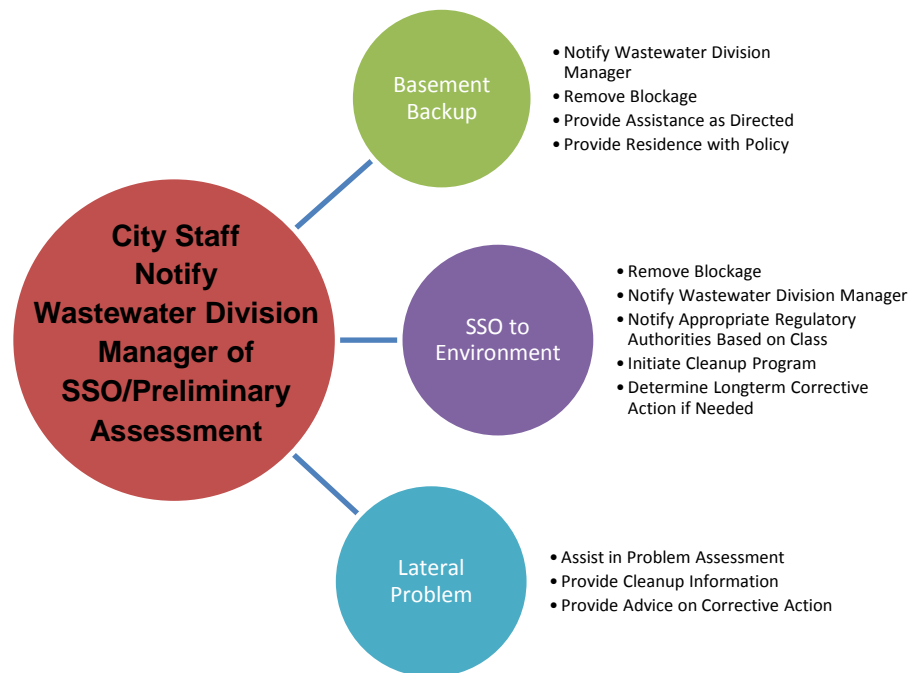 City Staff
Notify
Wastewater Division
Manager of
SSO/Preliminary
Assessment
Basement
Backup
• Notify Wastewater Division
Manager
• Remove Blockage
• Provide Assistance as Directed
• Provide Residence with Policy
SSO to
Environment
• Remove Blockage
• Notify Wastewater Division Manager
• Notify Appropriate Regulatory
Authorities Based on Class
• Initiate Cleanup Program
• Determine Longterm Corrective
Action if Needed
Lateral
Problem
• Assist in Problem Assessment
• Provide Cleanup Information
• Provide Advice on Corrective Action